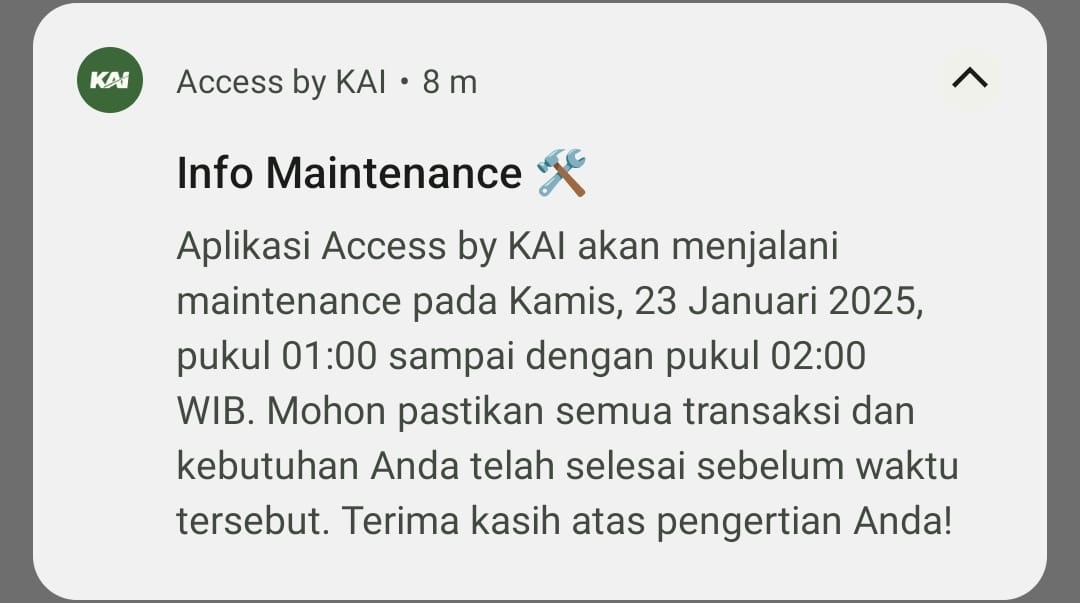 KAI
Access by KAI • 8 m
Info Maintenance 🛠️
Aplikasi Access by KAI akan menjalani
maintenance pada Kamis, 23 Januari 2025,
pukul 01:00 sampai dengan pukul 02:00
WIB. Mohon pastikan semua transaksi dan
kebutuhan Anda telah selesai sebelum waktu
tersebut. Terima kasih atas pengertian Anda!